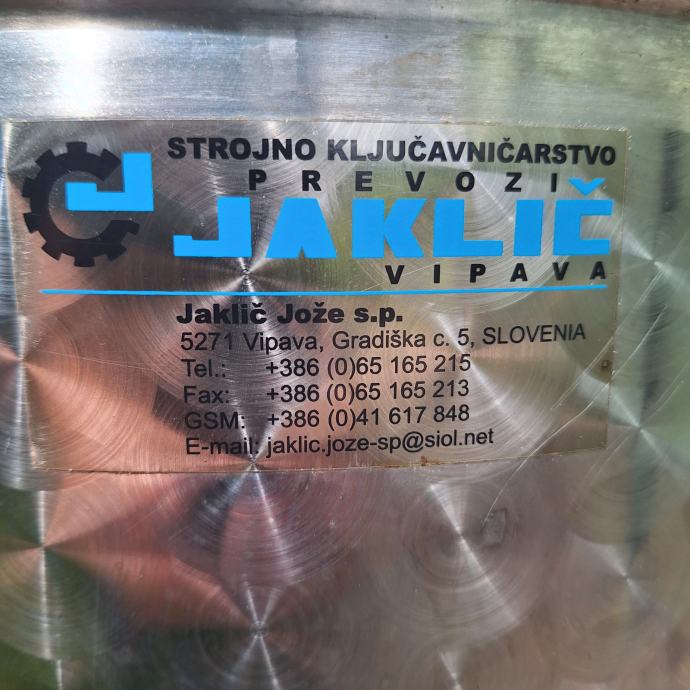 STROJNO KLJUČAVNIČARSTVO
PREVOZI
J JAKLIČ
VIPAVA
Jaklič Jože s.p.
5271 Vipava, Gradiška c. 5, SLOVENIA
Tel.: +386 (0)65 165 215
Fax: +386 (0)65 165 213
GSM: +386 (0)41 617 848
E-mail: jaklic.joze-sp@siol.net